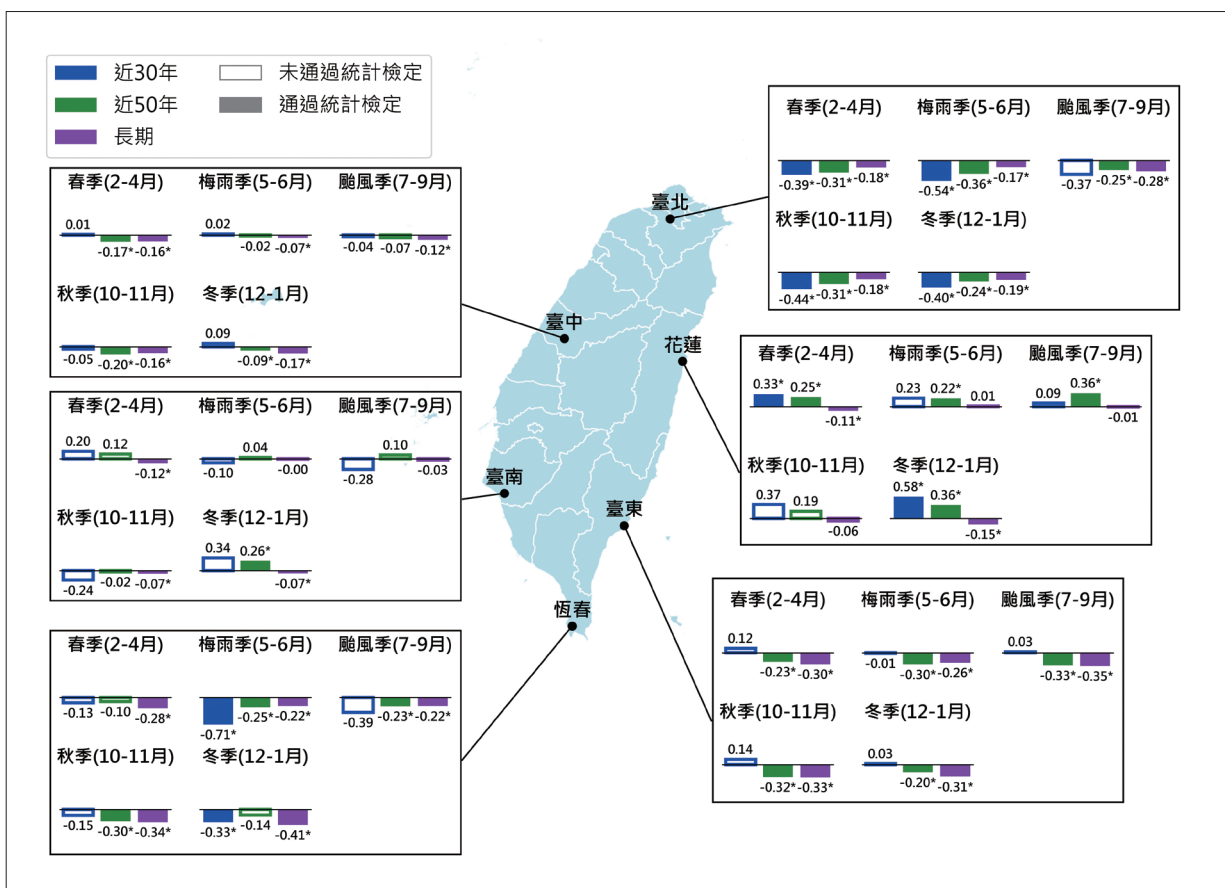 近30年 未通過統計檢定
近50年 通過統計檢定
長期
春季(2-4月) 梅雨季(5-6月) 颱風季(7-9月)
0.01 -0.17* -0.16* 0.02 -0.02 -0.07* -0.04 -0.07 -0.12*
秋季(10-11月) 冬季(12-1月)
-0.05 -0.20* -0.16* 0.09 -0.09* -0.17*
春季(2-4月) 梅雨季(5-6月) 颱風季(7-9月)
0.20 0.12 -0.12* -0.10 0.04 -0.00 -0.28 0.10 -0.03
秋季(10-11月) 冬季(12-1月)
-0.24 -0.02 -0.07* 0.34 0.26* -0.07*
春季(2-4月) 梅雨季(5-6月) 颱風季(7-9月)
-0.13 -0.10 -0.28* -0.71* -0.25* -0.22* -0.39 -0.23* -0.22*
秋季(10-11月) 冬季(12-1月)
-0.15 -0.30* -0.34* -0.33* -0.14 -0.41*
臺北
臺中
花蓮
臺南
臺東
恆春
春季(2-4月) 梅雨季(5-6月) 颱風季(7-9月)
-0.39* -0.31* -0.18* -0.54* -0.36* -0.17* -0.37 -0.25* -0.28*
秋季(10-11月) 冬季(12-1月)
-0.44* -0.31* -0.18* -0.40* -0.24* -0.19*
春季(2-4月) 梅雨季(5-6月) 颱風季(7-9月)
0.33* 0.25* -0.11* 0.23 0.22* 0.01 0.09 0.36* -0.01
秋季(10-11月) 冬季(12-1月)
0.37 0.19 -0.06 0.58* 0.36* -0.15*
春季(2-4月) 梅雨季(5-6月) 颱風季(7-9月)
0.12 -0.23* -0.30* -0.01 -0.30* -0.26* 0.03 -0.33* -0.35*
秋季(10-11月) 冬季(12-1月)
0.14 -0.32* -0.33* 0.03 -0.20* -0.31*